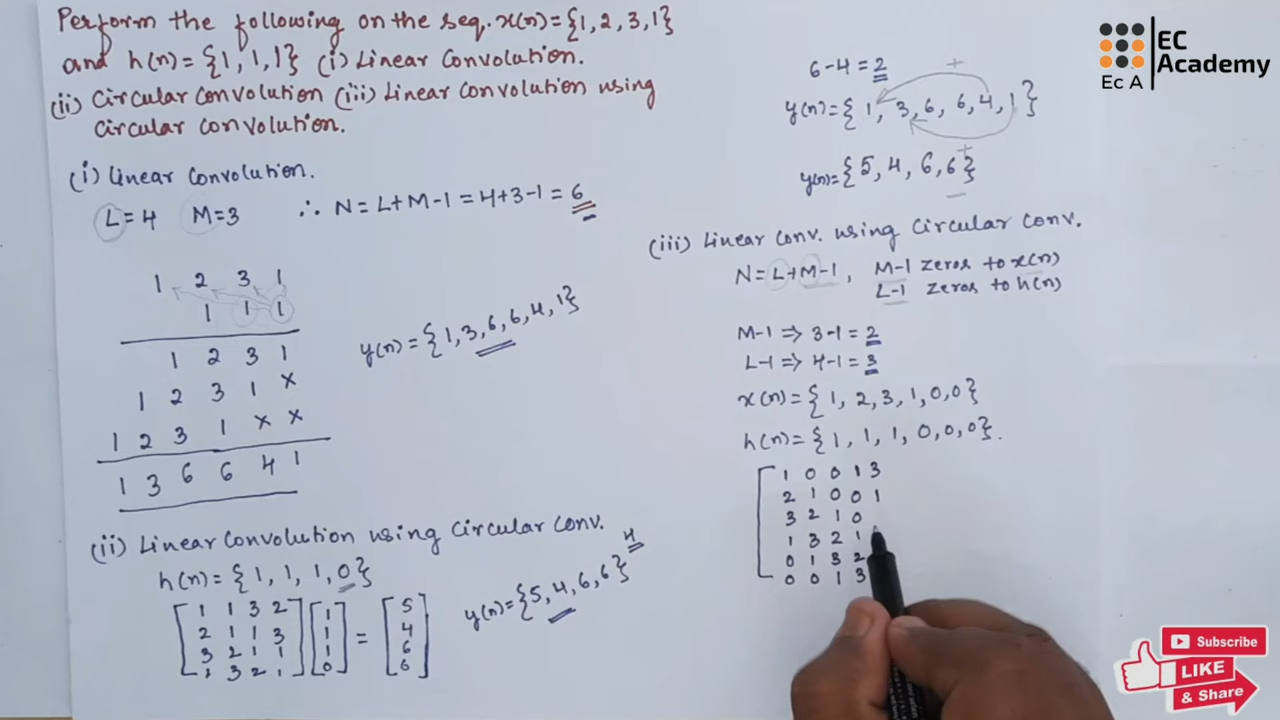 Perform the following on the seq. x(n)={1,2,3,1}
and h(n)={1,1,1} (i) Linear Convolution.
(ii) Circular Convolution (iii) Linear Convolution using
Circular Convolution.
(i) Linear Convolution.
L=4 M=3 ∴ N=L+M-1=4+3-1=6
1 2 3 1
1 1 1
1 2 3 1
1 2 3 1 x
1 2 3 1 x x
1 3 6 6 4 1
y(n)={1,3,6,6,4,1}
(ii) Linear Convolution using Circular Conv.
h(n)={1,1,1,0}
1 1 3 2 1 5
2 1 1 3 1 = 4
3 2 1 1 1 6
1 3 2 1 0 6
y(n)={5,4,6,6} 4
6-4=2
+
y(n)={1,3,6,6,4,1}
+
y(n)={5,4,6,6}
(iii) Linear Conv. using Circular Conv.
N=L+M-1, M-1 zeros to x(n)
L-1 zeros to h(n)
M-1 ⇒ 3-1=2
L-1 ⇒ 4-1=3
x(n)={1,2,3,1,0,0}
h(n)={1,1,1,0,0,0}.
1 0 0 1 3
2 1 0 0 1
3 2 1 0
1 3 2 1
0 1 3 2
0 0 1 3
EC
Academy
Ec A
Subscribe
LIKE
& Share